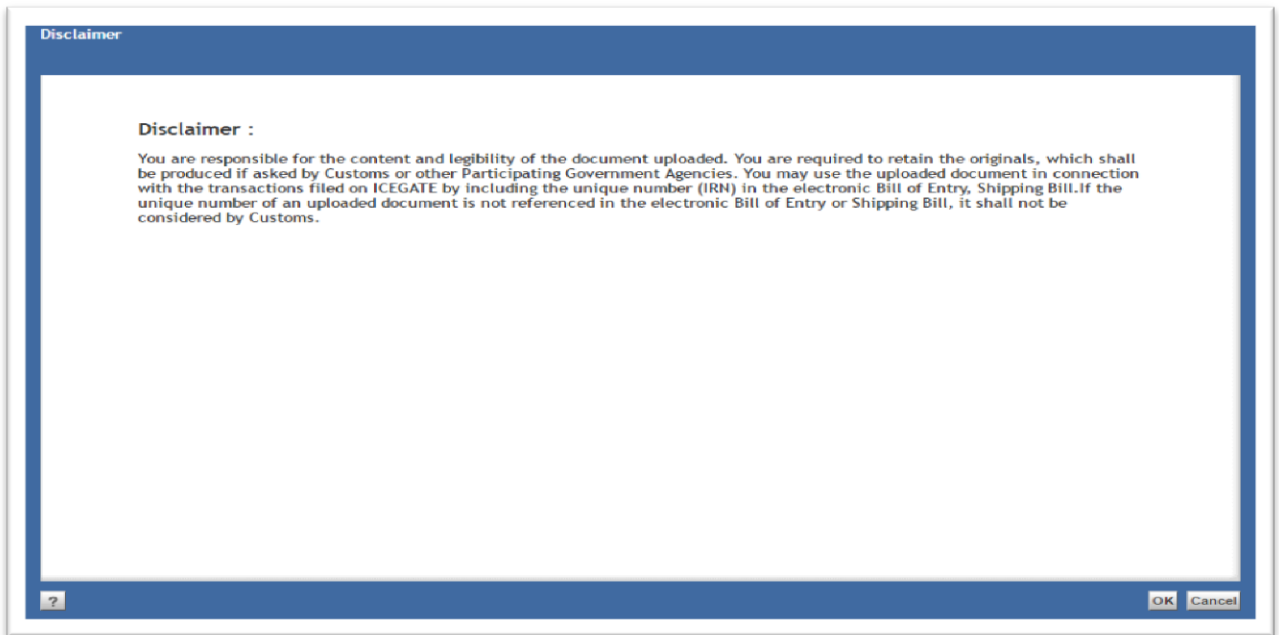 Disclaimer
Disclaimer :
You are responsible for the content and legibility of the document uploaded. You are required to retain the originals, which shall
be produced if asked by Customs or other Participating Government Agencies. You may use the uploaded document in connection
with the transactions filed on ICEGATE by including the unique number (IRN) in the electronic Bill of Entry, Shipping Bill.If the
unique number of an uploaded document is not referenced in the electronic Bill of Entry or Shipping Bill, it shall not be
considered by Customs.
? OK Cancel